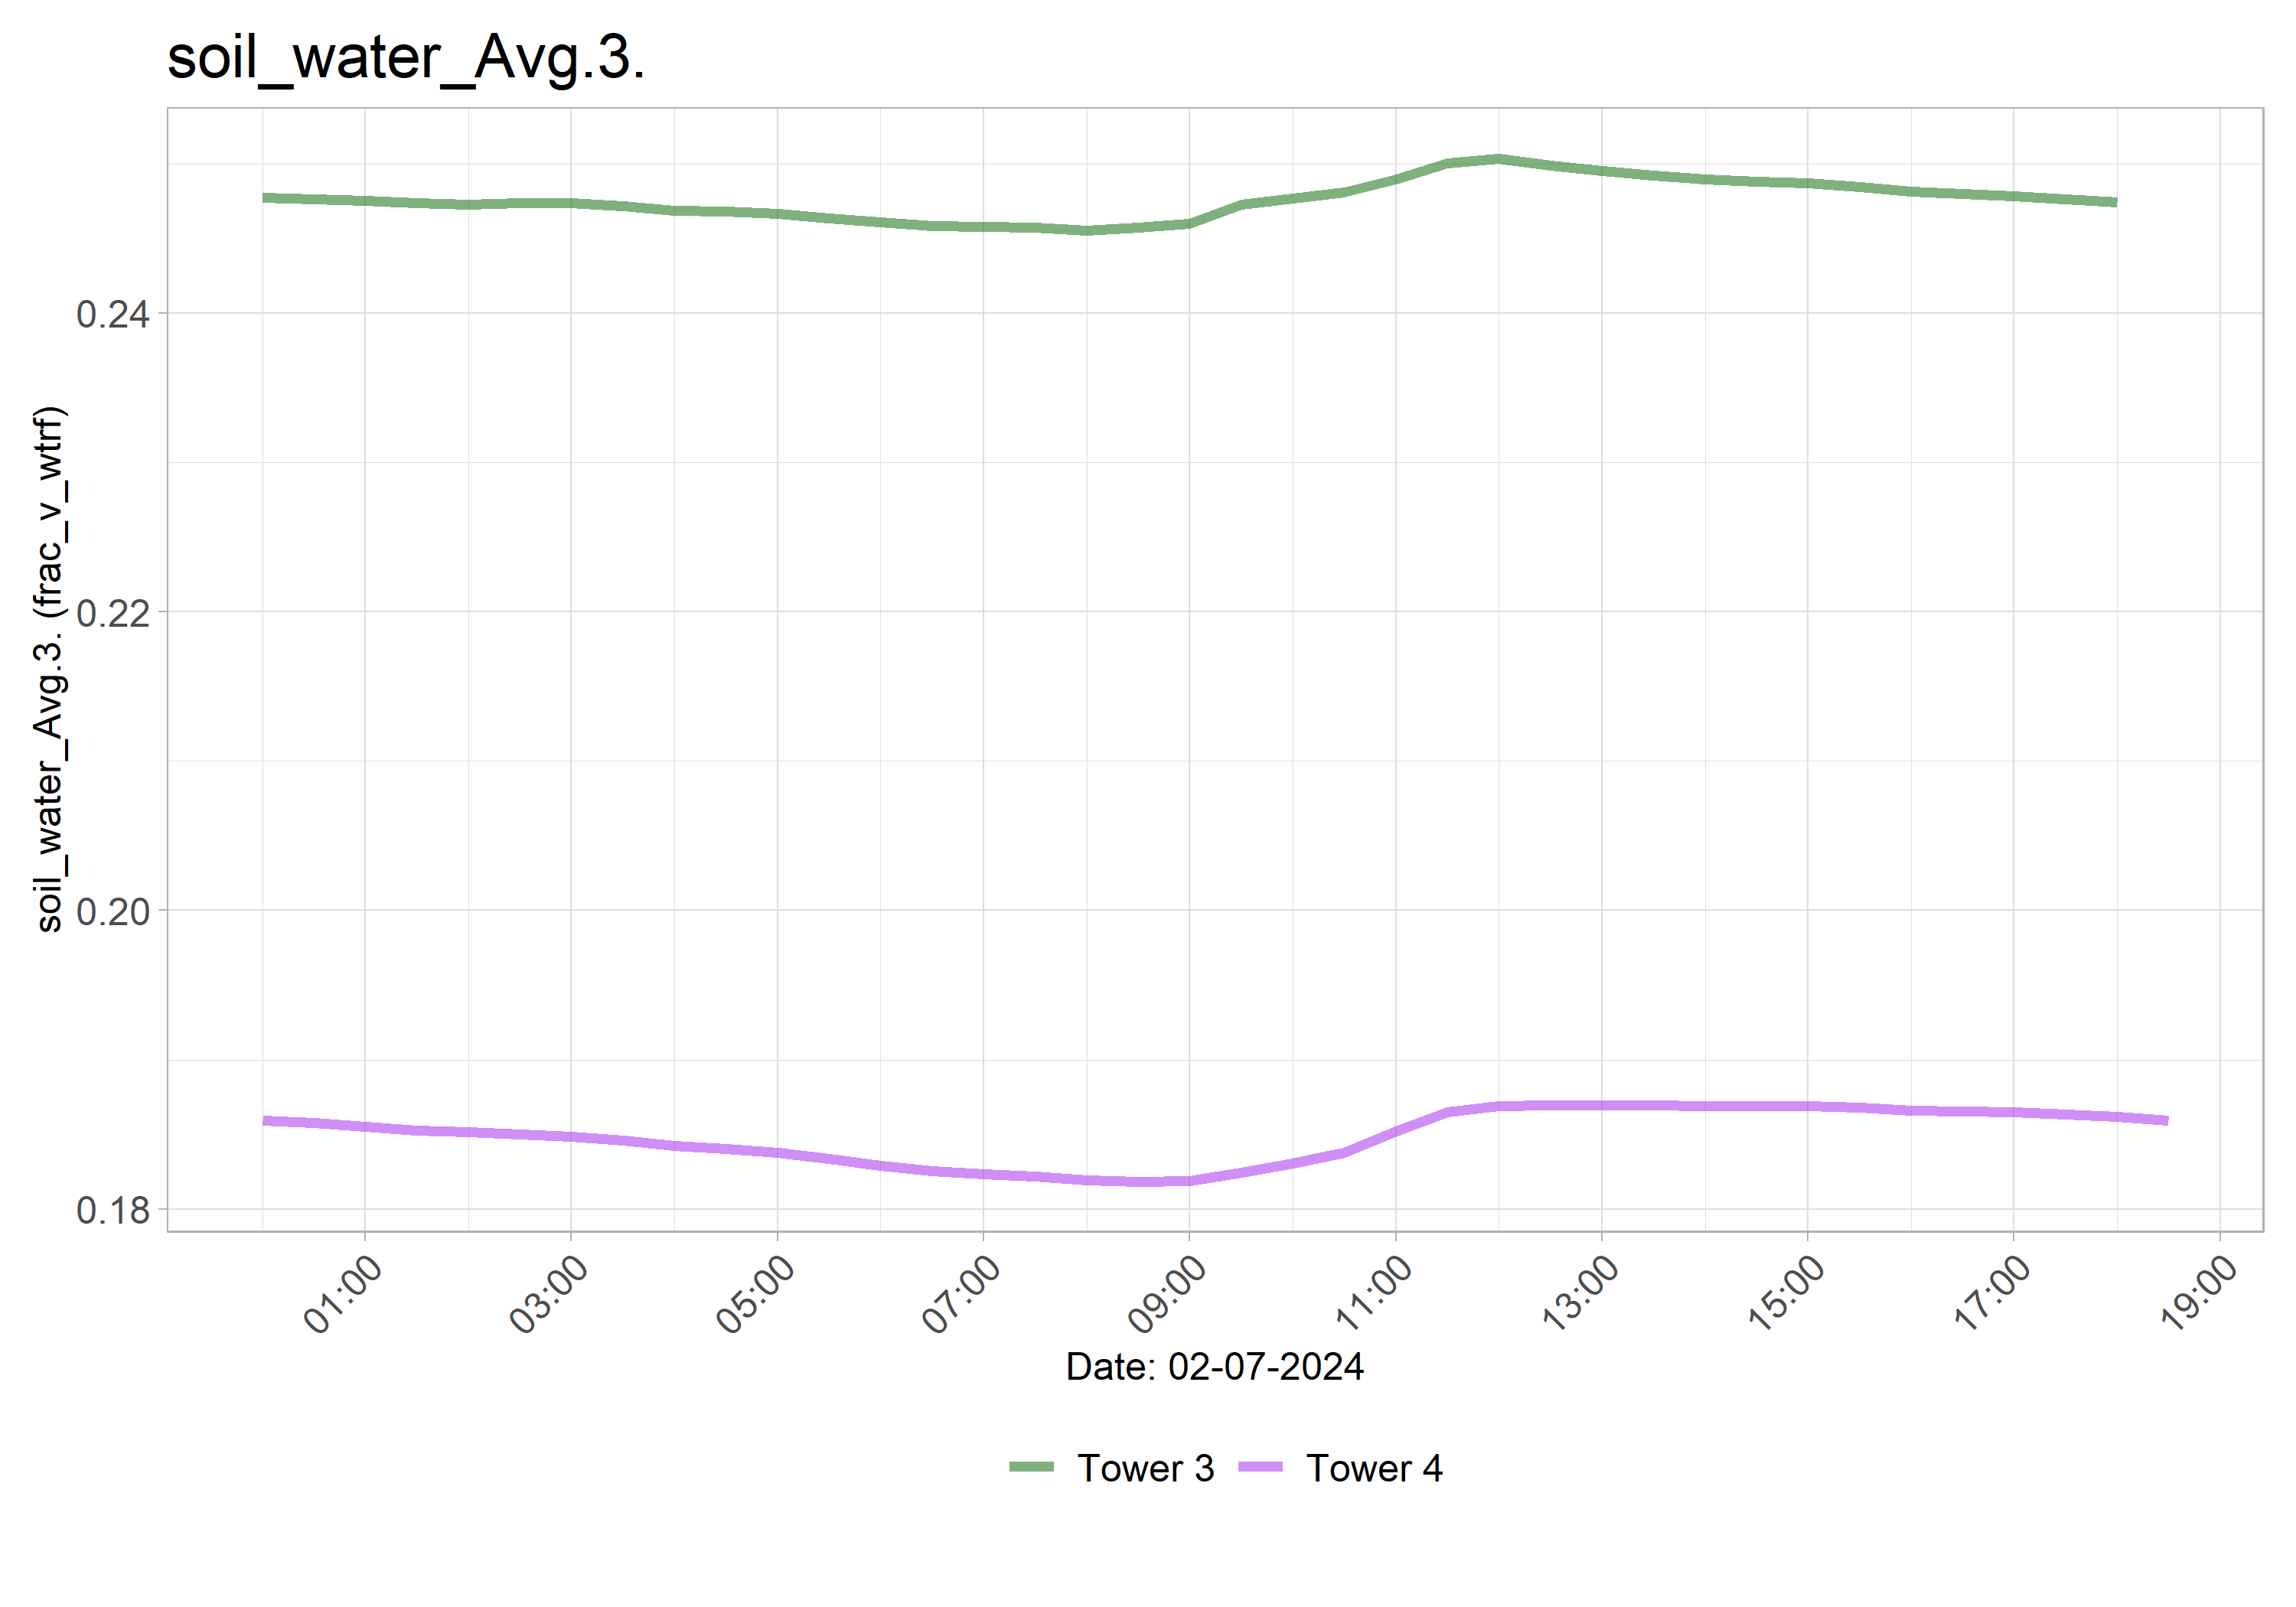 soil_water_Avg.3.
soil_water_Avg.3. (frac_v_wtrf)
0.24
0.22
0.20
0.18
01:00
03:00
05:00
07:00
09:00
11:00
13:00
15:00
17:00
19:00
Date: 02-07-2024
Tower 3
Tower 4